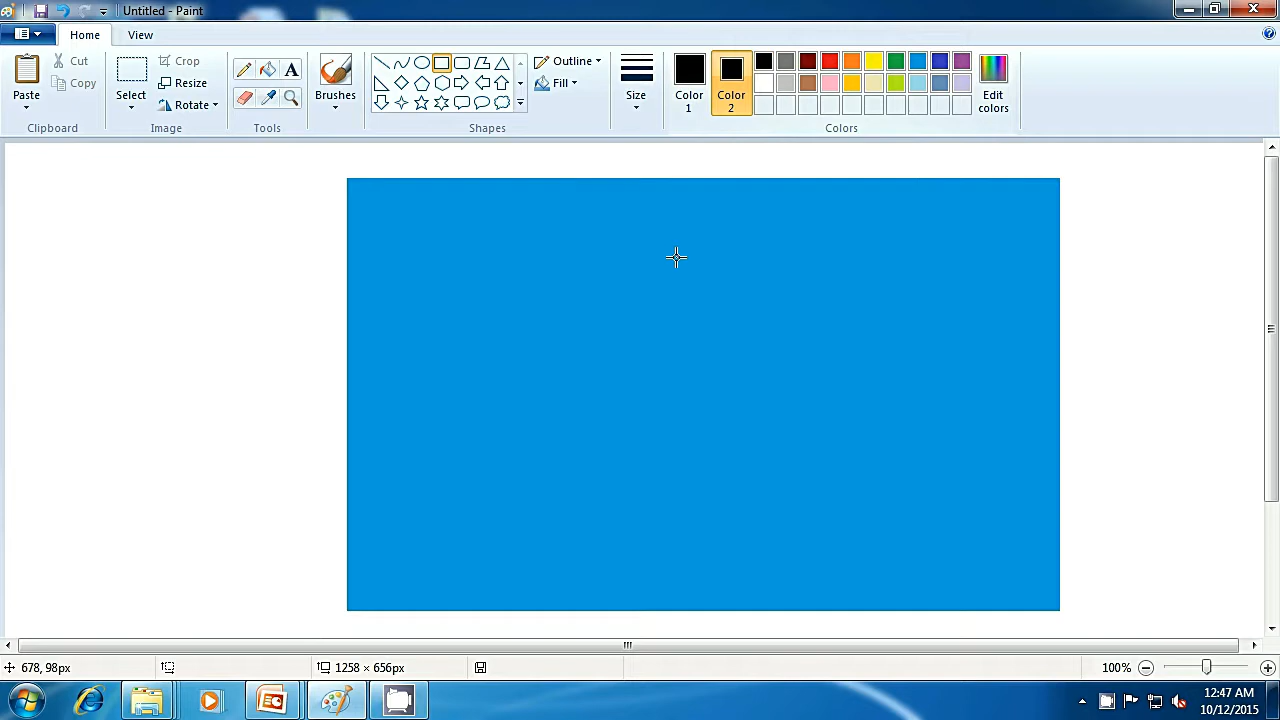 Untitled - Paint
Home View
Paste
Cut
Copy
Clipboard
Select
Crop
Resize
Rotate
Image
A
Tools
Brushes
Shapes
Outline
Fill
Size
Color
1
Color
2
Edit
colors
Colors
678, 98px
1258 × 656px
100%
12:47 AM
10/12/2015